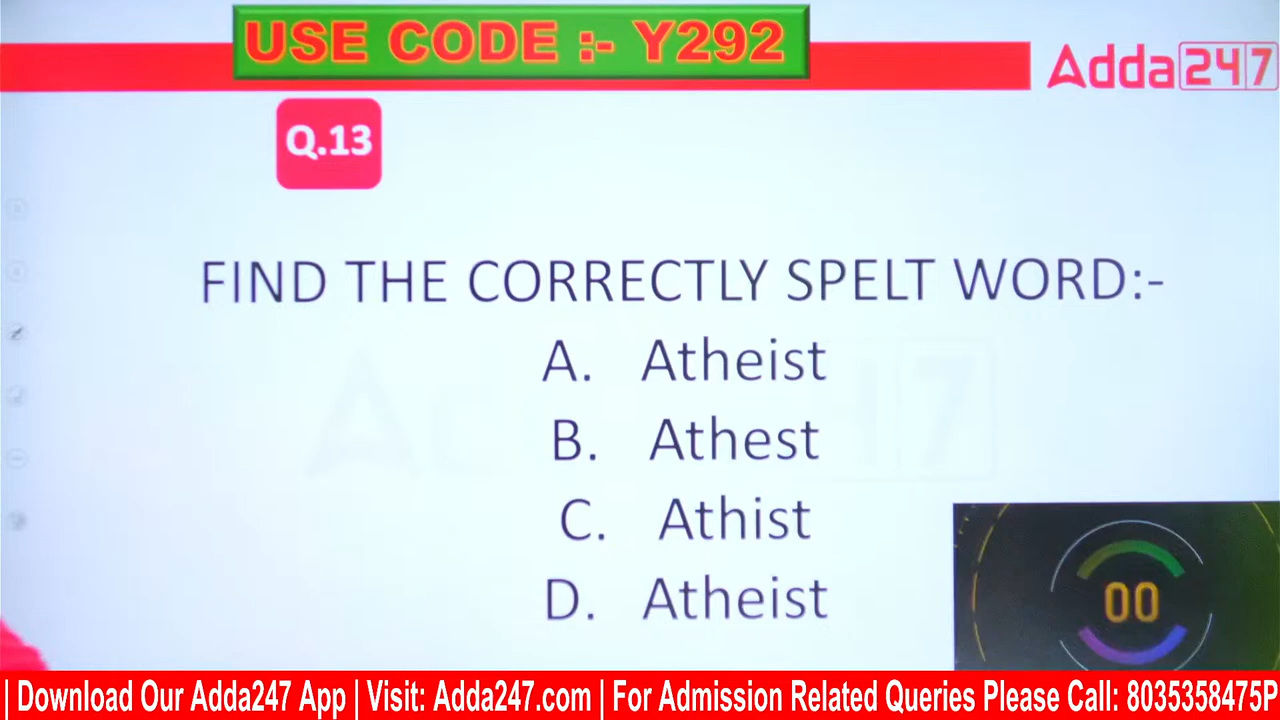 USE CODE :- Y292
Adda247
Q.13
FIND THE CORRECTLY SPELT WORD:-
A. Atheist
B. Athest
C. Athist
D. Atheist
00
| Download Our Adda247 App | Visit: Adda247.com | For Admission Related Queries Please Call: 8035358475P